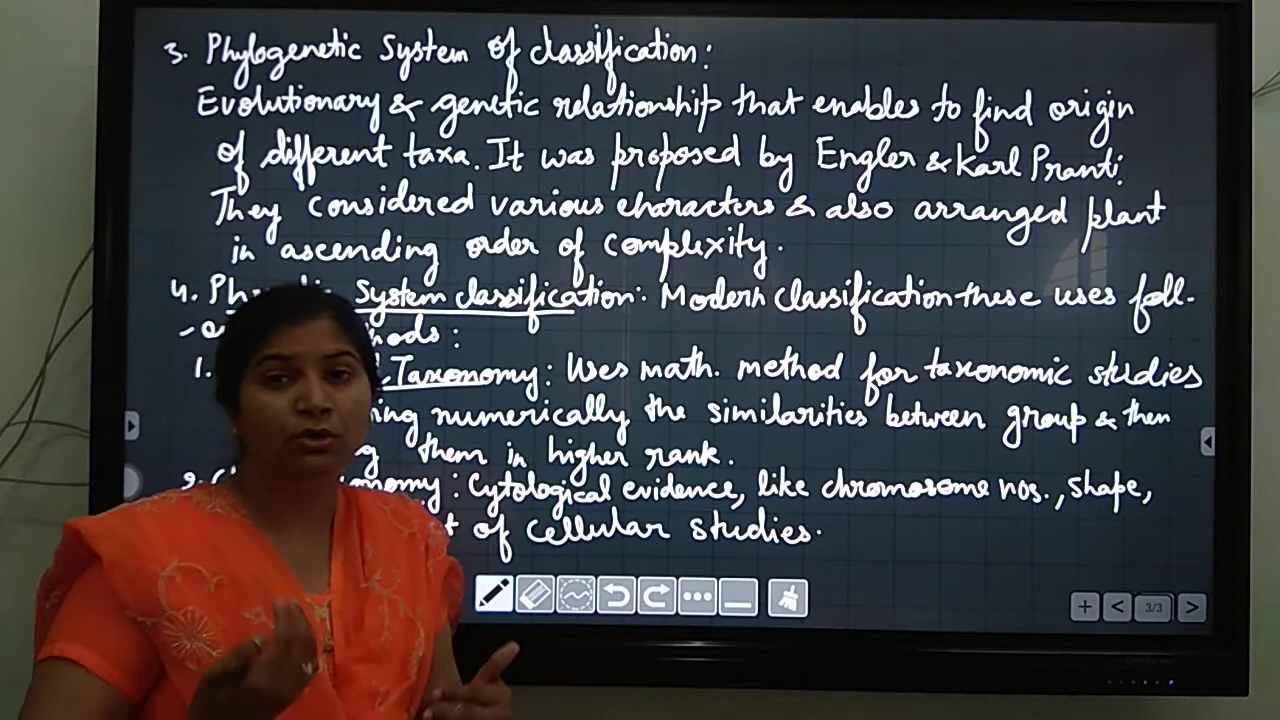 3. Phylogenetic System of classification:
Evolutionary & genetic relationship that enables to find origin
of different taxa. It was proposed by Engler & Karl Pranti.
They considered various characters & also arranged plant
in ascending order of complexity.
4. System classification: Modern classification these uses foll-
:
1. Taxonomy: Uses math. method for taxonomic studies
numerically the similarities between group & then
them in higher rank.
2. : Cytological evidence, like chromosome nos., shape,
of cellular studies.
3/3